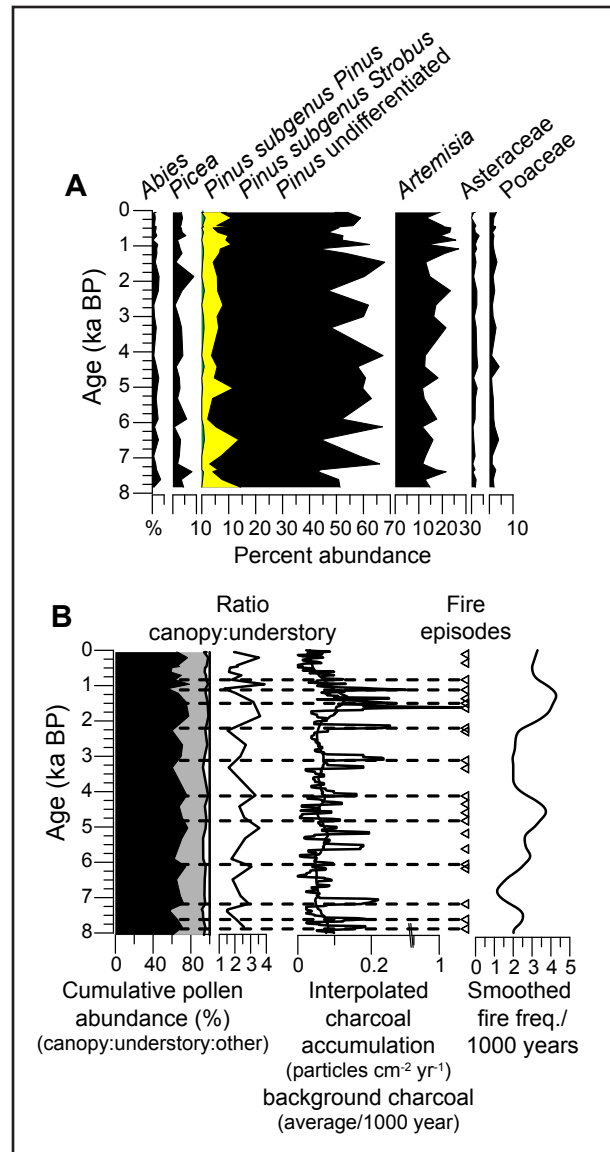 A
Abies
Picea
Pinus subgenus Pinus
Pinus subgenus Strobus
Pinus undifferentiated
Artemisia
Asteraceae
Poaceae
Age (ka BP)
0
1
2
3
4
5
6
7
8
% 10 10 20 30 40 50 60 70 10 20 30 10
Percent abundance
B
Ratio
canopy:understory
Fire
episodes
Age (ka BP)
0
1
2
3
4
5
6
7
8
0 40 80 1 2 3 4 0 0.2 1 0 1 2 3 4 5
Cumulative pollen
abundance (%)
(canopy:understory:other)
Interpolated
charcoal
accumulation
(particles cm⁻² yr⁻¹)
background charcoal
(average/1000 year)
Smoothed
fire freq./
1000 years